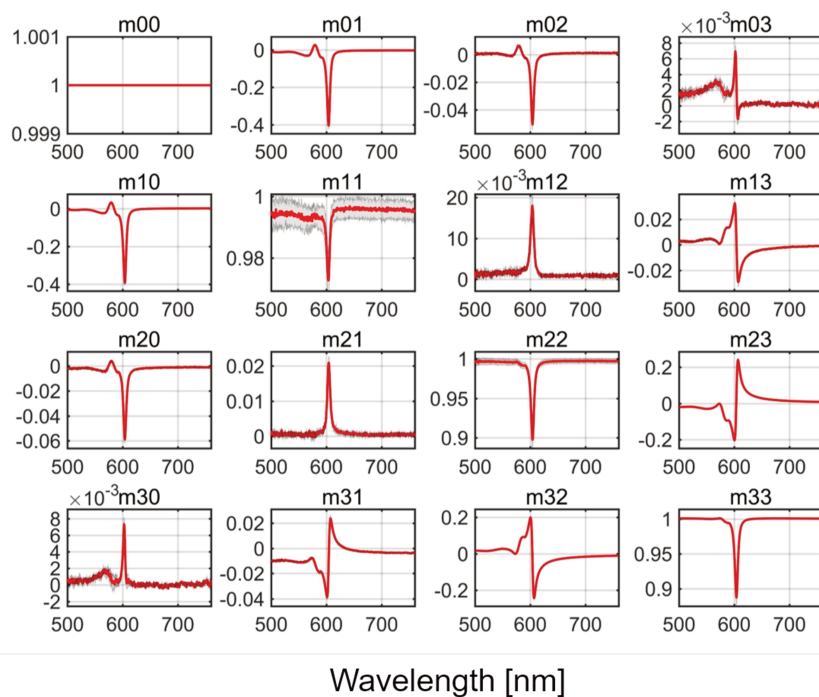 m00 m01 m02 ×10⁻³m03
1.001 1 0.999 500 600 700
0 -0.2 -0.4 500 600 700
0 -0.02 -0.04 500 600 700
8 6 4 2 0 -2 500 600 700
m10 m11 ×10⁻³m12 m13
0 -0.2 -0.4 500 600 700
1 0.98 500 600 700
20 10 0 500 600 700
0.02 0 -0.02 500 600 700
m20 m21 m22 m23
0 -0.02 -0.04 -0.06 500 600 700
0.02 0.01 0 500 600 700
1 0.95 0.9 500 600 700
0.2 0 -0.2 500 600 700
×10⁻³m30 m31 m32 m33
8 6 4 2 0 -2 500 600 700
0.02 0 -0.02 -0.04 500 600 700
0.2 0 -0.2 500 600 700
1 0.95 0.9 500 600 700
Wavelength [nm]